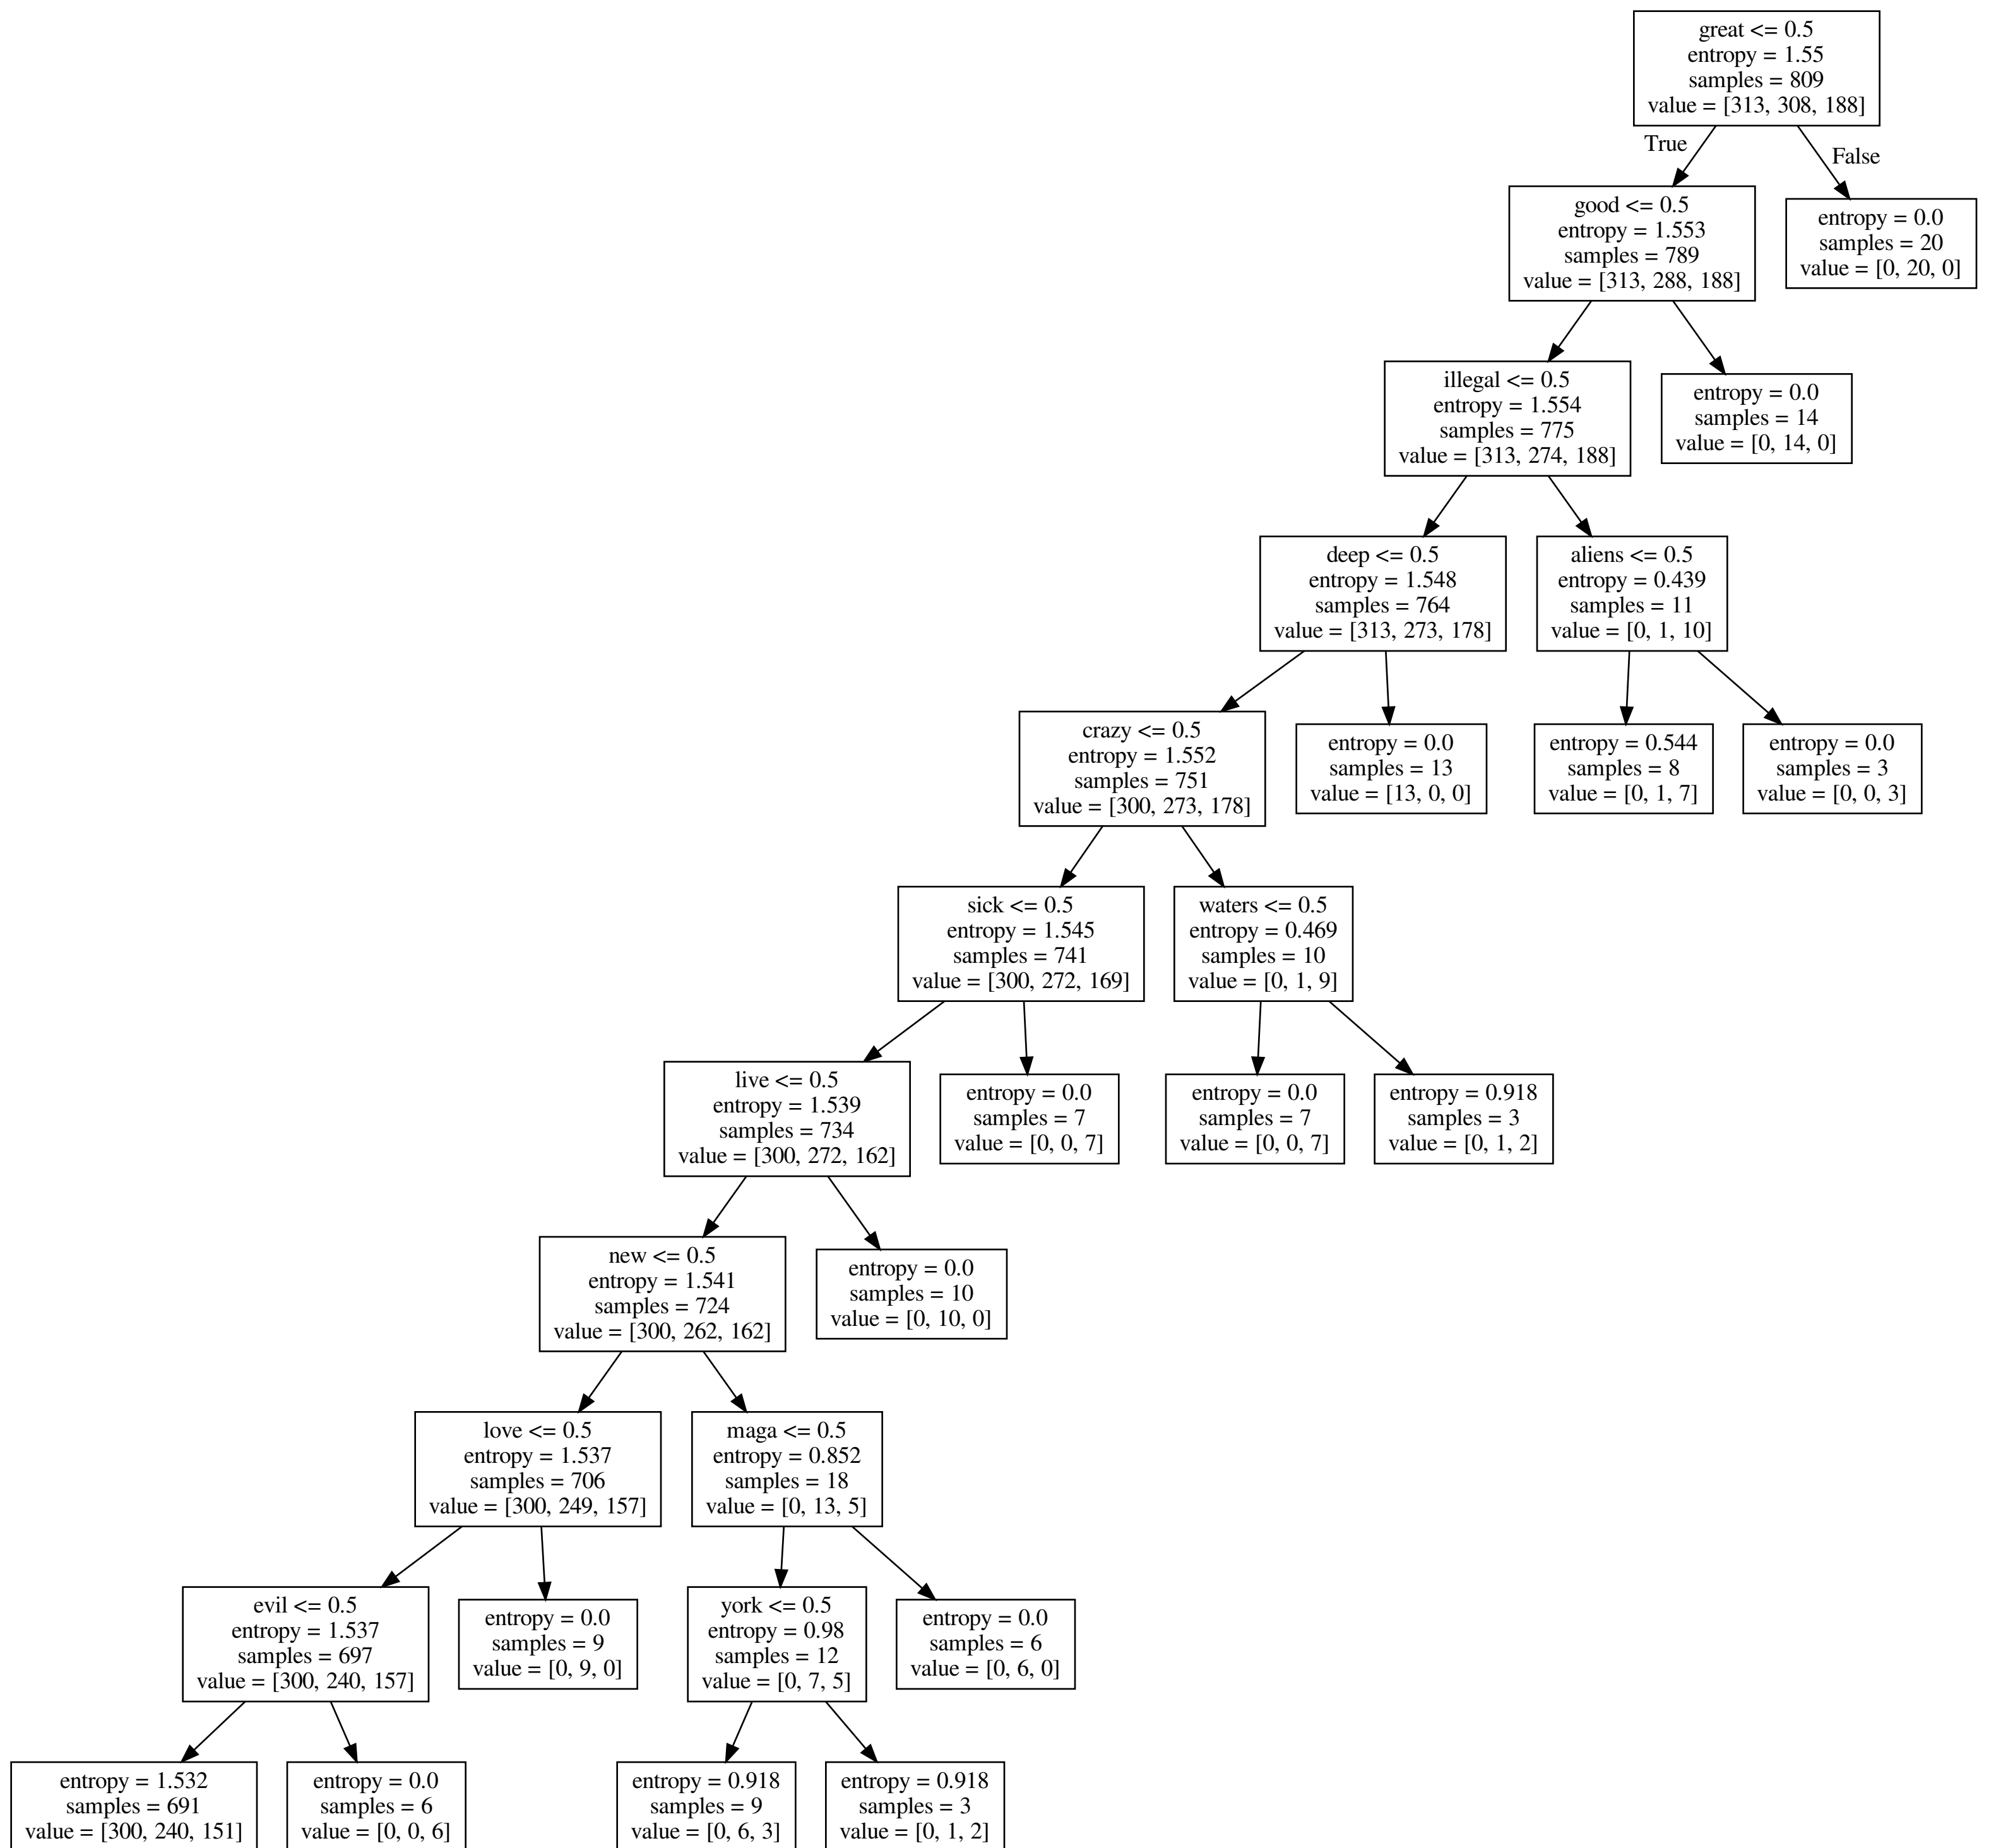 great <= 0.5
entropy = 1.55
samples = 809
value = [313, 308, 188]
True
False
good <= 0.5
entropy = 1.553
samples = 789
value = [313, 288, 188]
entropy = 0.0
samples = 20
value = [0, 20, 0]
illegal <= 0.5
entropy = 1.554
samples = 775
value = [313, 274, 188]
entropy = 0.0
samples = 14
value = [0, 14, 0]
deep <= 0.5
entropy = 1.548
samples = 764
value = [313, 273, 178]
aliens <= 0.5
entropy = 0.439
samples = 11
value = [0, 1, 10]
crazy <= 0.5
entropy = 1.552
samples = 751
value = [300, 273, 178]
entropy = 0.0
samples = 13
value = [13, 0, 0]
entropy = 0.544
samples = 8
value = [0, 1, 7]
entropy = 0.0
samples = 3
value = [0, 0, 3]
sick <= 0.5
entropy = 1.545
samples = 741
value = [300, 272, 169]
waters <= 0.5
entropy = 0.469
samples = 10
value = [0, 1, 9]
live <= 0.5
entropy = 1.539
samples = 734
value = [300, 272, 162]
entropy = 0.0
samples = 7
value = [0, 0, 7]
entropy = 0.0
samples = 7
value = [0, 0, 7]
entropy = 0.918
samples = 3
value = [0, 1, 2]
new <= 0.5
entropy = 1.541
samples = 724
value = [300, 262, 162]
entropy = 0.0
samples = 10
value = [0, 10, 0]
love <= 0.5
entropy = 1.537
samples = 706
value = [300, 249, 157]
maga <= 0.5
entropy = 0.852
samples = 18
value = [0, 13, 5]
evil <= 0.5
entropy = 1.537
samples = 697
value = [300, 240, 157]
entropy = 0.0
samples = 9
value = [0, 9, 0]
york <= 0.5
entropy = 0.98
samples = 12
value = [0, 7, 5]
entropy = 0.0
samples = 6
value = [0, 6, 0]
entropy = 1.532
samples = 691
value = [300, 240, 151]
entropy = 0.0
samples = 6
value = [0, 0, 6]
entropy = 0.918
samples = 9
value = [0, 6, 3]
entropy = 0.918
samples = 3
value = [0, 1, 2]